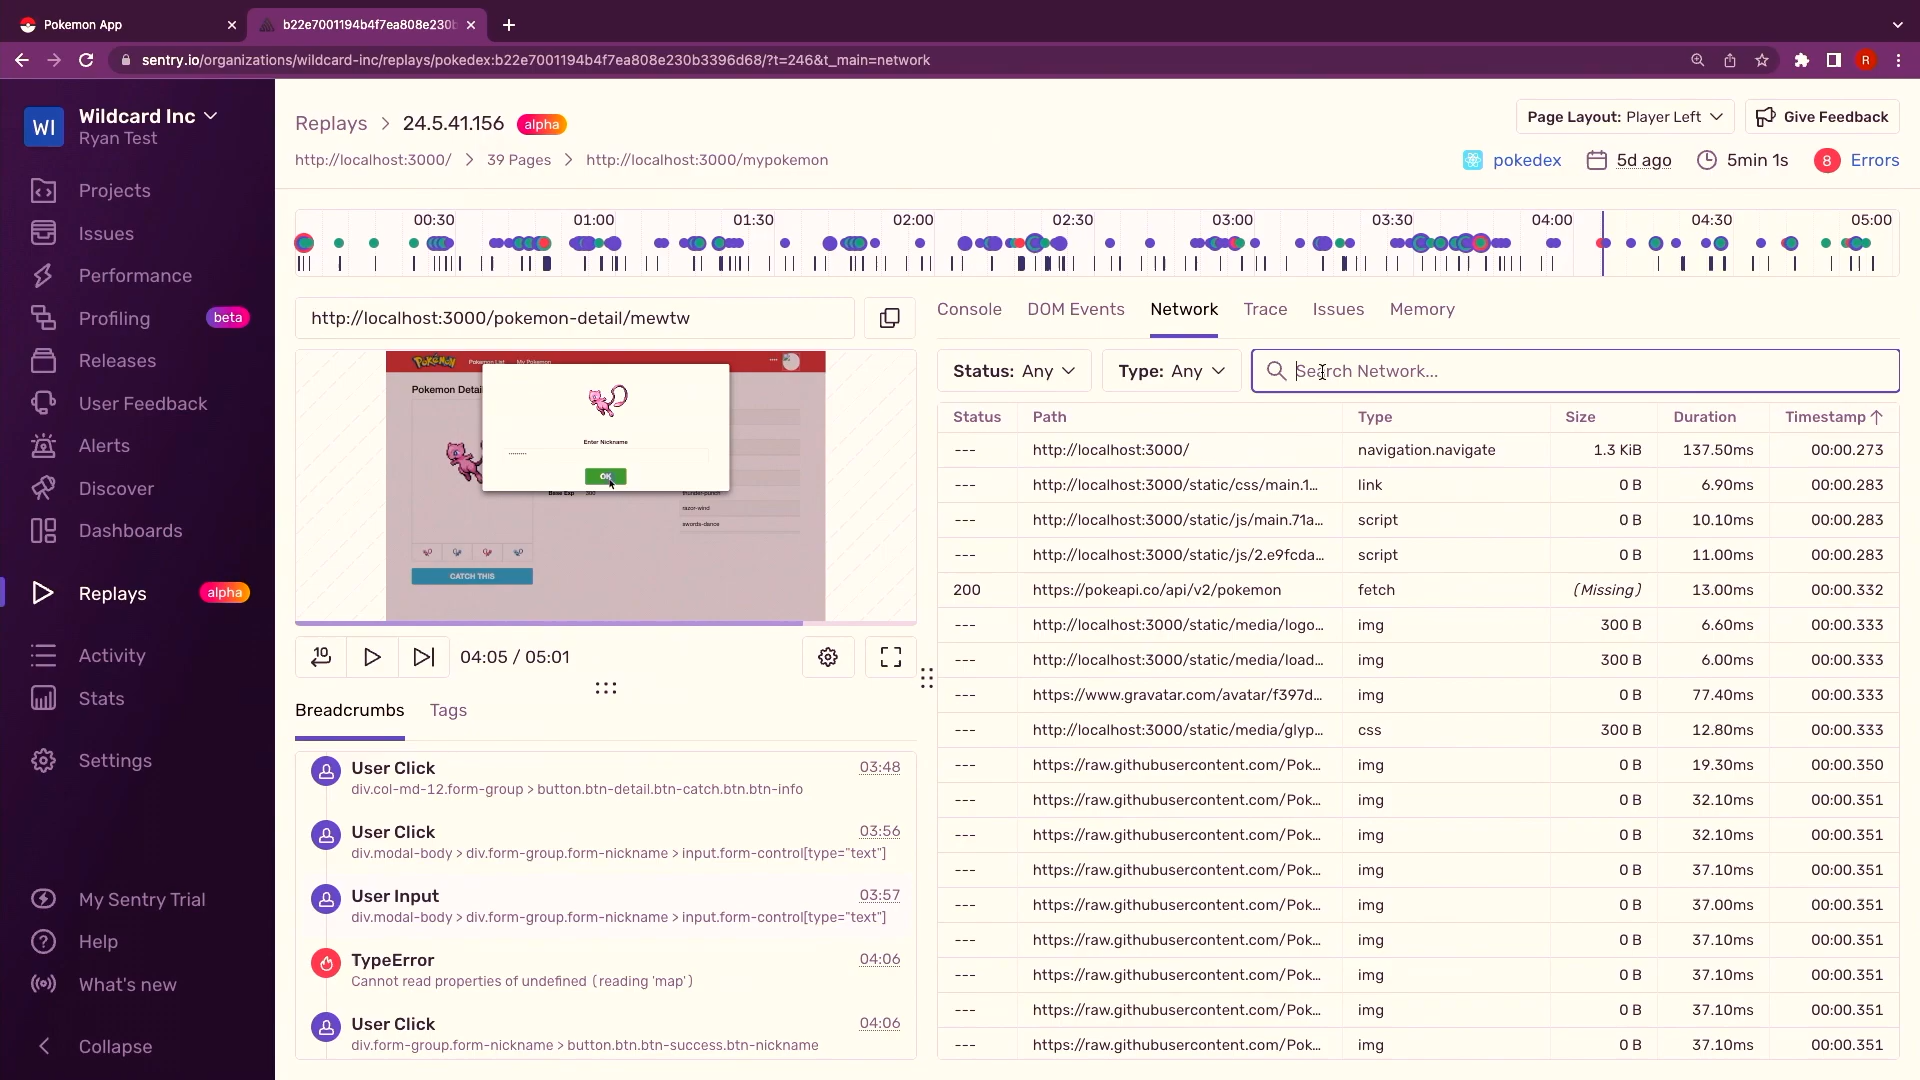 Pokemon App
b22e7001194b4f7ea808e230b
sentry.io/organizations/wildcard-inc/replays/pokedex:b22e7001194b4f7ea808e230b3396d68/?t=246&t_main=network
R
WI
Wildcard Inc
Ryan Test
Projects
Issues
Performance
Profiling beta
Releases
User Feedback
Alerts
Discover
Dashboards
Replays alpha
Activity
Stats
Settings
My Sentry Trial
Help
What's new
Collapse
Replays > 24.5.41.156 alpha
Page Layout: Player Left
Give Feedback
http://localhost:3000/ > 39 Pages > http://localhost:3000/mypokemon
pokedex 5d ago 5min 1s 8 Errors
00:30 01:00 01:30 02:00 02:30 03:00 03:30 04:00 04:30 05:00
http://localhost:3000/pokemon-detail/mewtw
Pokemon List My Pokemon
Pokemon Detai
Enter Nickname
OK
Base Exp 300
thunder-punch
razor-wind
swords-dance
CATCH THIS
10
04:05 / 05:01
Breadcrumbs Tags
User Click 03:48
div.col-md-12.form-group > button.btn-detail.btn-catch.btn.btn-info
User Click 03:56
div.modal-body > div.form-group.form-nickname > input.form-control[type="text"]
User Input 03:57
div.modal-body > div.form-group.form-nickname > input.form-control[type="text"]
TypeError 04:06
Cannot read properties of undefined (reading 'map')
User Click 04:06
div.form-group.form-nickname > button.btn.btn-success.btn-nickname
Console DOM Events Network Trace Issues Memory
Status: Any Type: Any Search Network...
Status Path Type Size Duration Timestamp
--- http://localhost:3000/ navigation.navigate 1.3 KiB 137.50ms 00:00.273
--- http://localhost:3000/static/css/main.1... link 0 B 6.90ms 00:00.283
--- http://localhost:3000/static/js/main.71a... script 0 B 10.10ms 00:00.283
--- http://localhost:3000/static/js/2.e9fcda... script 0 B 11.00ms 00:00.283
200 https://pokeapi.co/api/v2/pokemon fetch (Missing) 13.00ms 00:00.332
--- http://localhost:3000/static/media/logo... img 300 B 6.60ms 00:00.333
--- http://localhost:3000/static/media/load... img 300 B 6.00ms 00:00.333
--- https://www.gravatar.com/avatar/f397d... img 0 B 77.40ms 00:00.333
--- http://localhost:3000/static/media/glyp... css 300 B 12.80ms 00:00.333
--- https://raw.githubusercontent.com/Pok... img 0 B 19.30ms 00:00.350
--- https://raw.githubusercontent.com/Pok... img 0 B 32.10ms 00:00.351
--- https://raw.githubusercontent.com/Pok... img 0 B 32.10ms 00:00.351
--- https://raw.githubusercontent.com/Pok... img 0 B 37.10ms 00:00.351
--- https://raw.githubusercontent.com/Pok... img 0 B 37.00ms 00:00.351
--- https://raw.githubusercontent.com/Pok... img 0 B 37.10ms 00:00.351
--- https://raw.githubusercontent.com/Pok... img 0 B 37.10ms 00:00.351
--- https://raw.githubusercontent.com/Pok... img 0 B 37.10ms 00:00.351
--- https://raw.githubusercontent.com/Pok... img 0 B 37.10ms 00:00.351